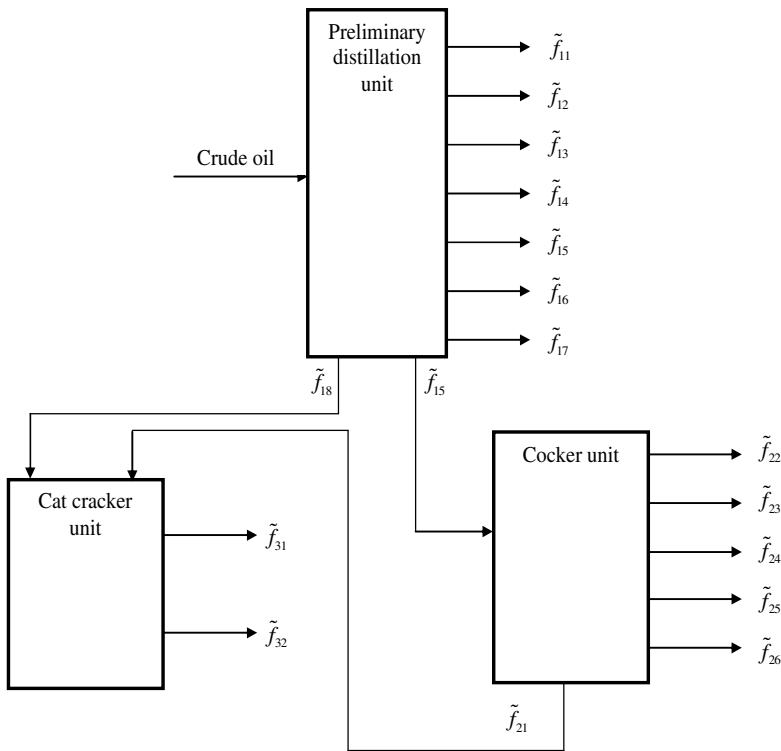 Preliminary
distillation
unit
f̃₁₁
f̃₁₂
f̃₁₃
Crude oil
f̃₁₄
f̃₁₅
f̃₁₆
f̃₁₇
f̃₁₈
f̃₁₅
Cocker unit
f̃₂₂
f̃₂₃
f̃₂₄
f̃₂₅
f̃₂₆
Cat cracker
unit
f̃₃₁
f̃₃₂
f̃₂₁